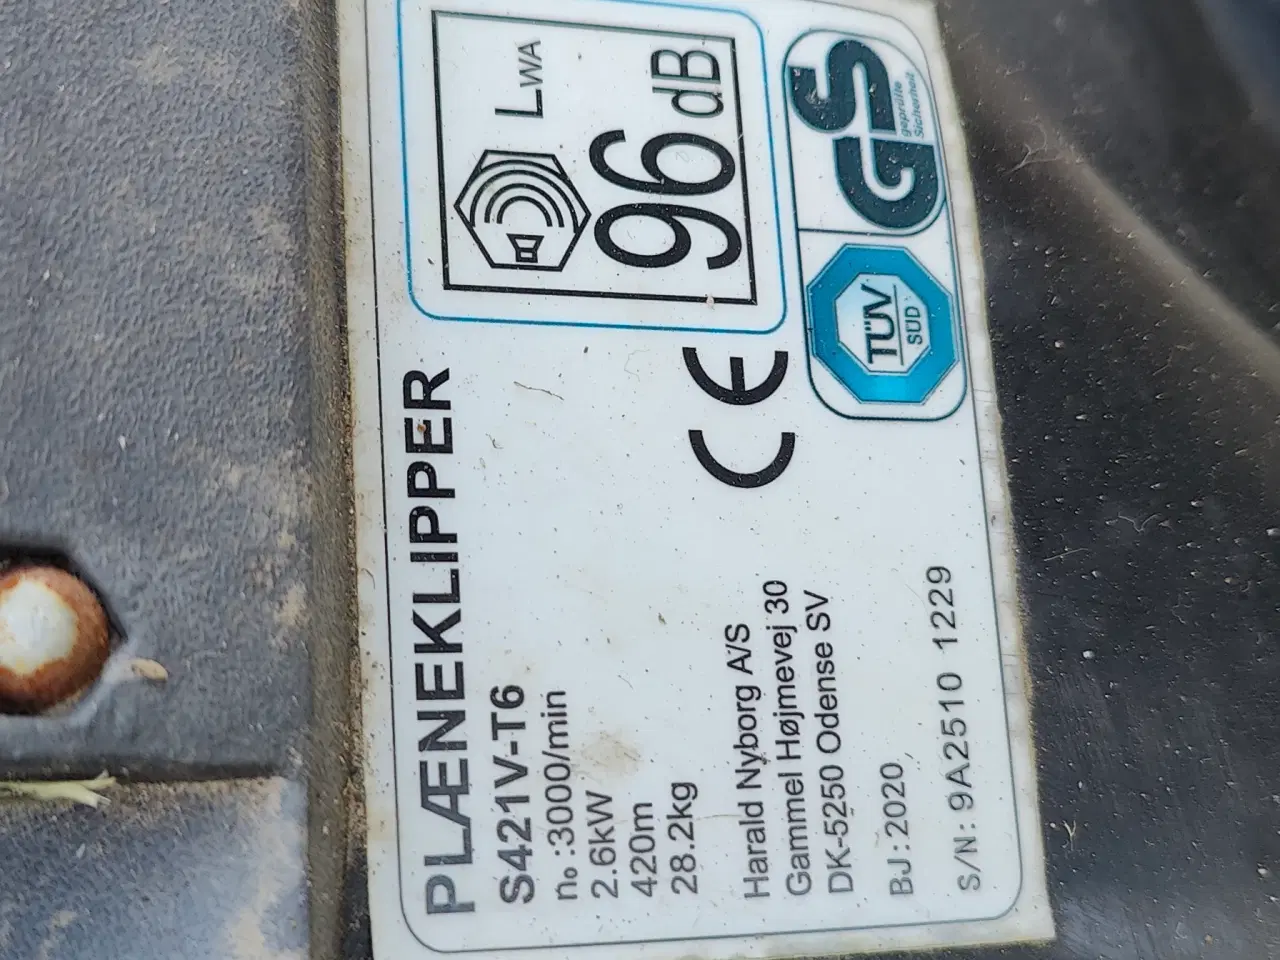 PLÆNEKLIPPER
S421V-T6
n₀:3000/min
2.6kW
420m
28.2kg
Harald Nyborg A/S
Gammel Højmevej 30
DK-5250 Odense SV
BJ:2020
S/N: 9A2510 1229
CE
LWA
96 dB
TÜV
SÜD
GS
geprüfte
Sicherheit